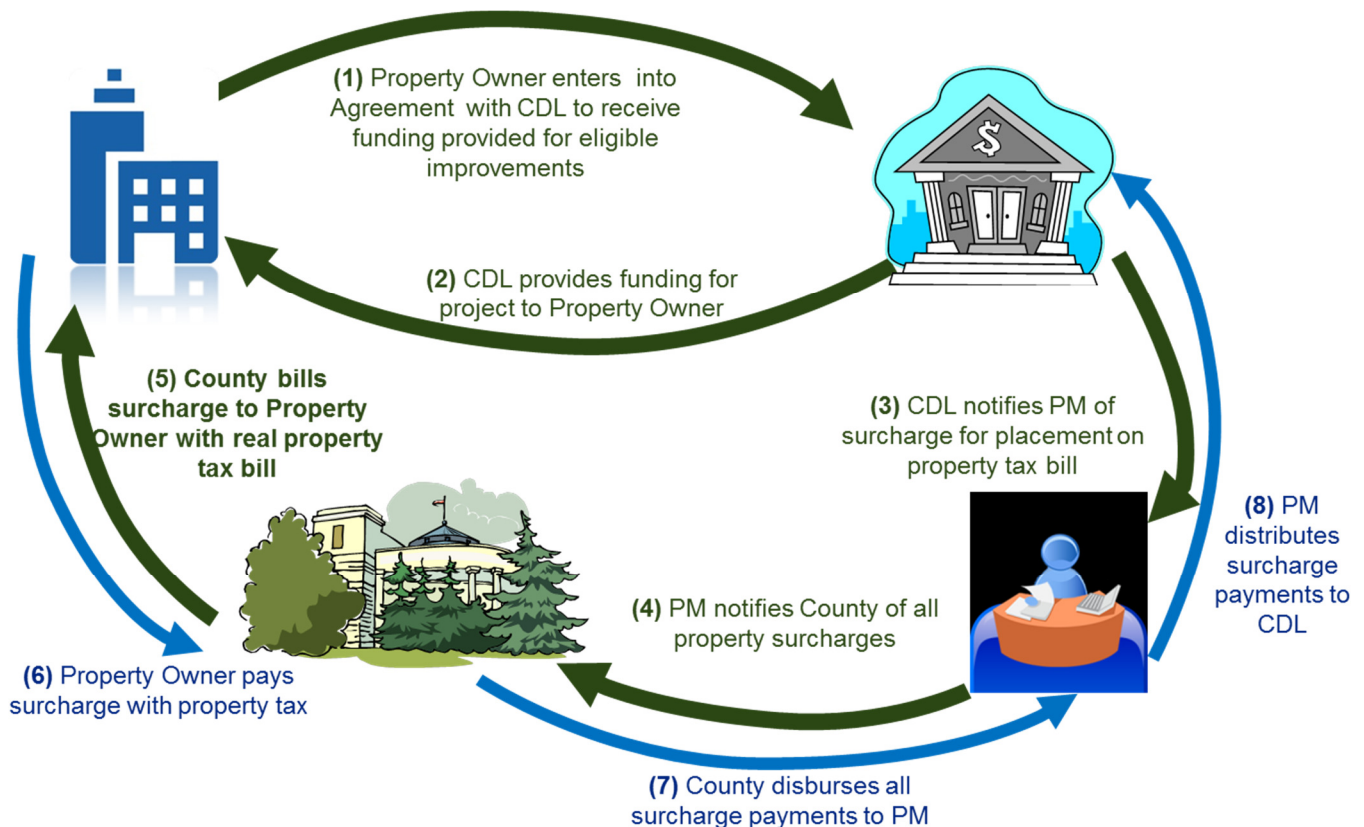 (1) Property Owner enters into
Agreement with CDL to receive
funding provided for eligible
improvements
$
(2) CDL provides funding for
project to Property Owner
(3) CDL notifies PM of
surcharge for placement on
property tax bill
(4) PM notifies County of all
property surcharges
(5) County bills
surcharge to Property
Owner with real property
tax bill
(6) Property Owner pays
surcharge with property tax
(7) County disburses all
surcharge payments to PM
(8) PM
distributes
surcharge
payments to
CDL